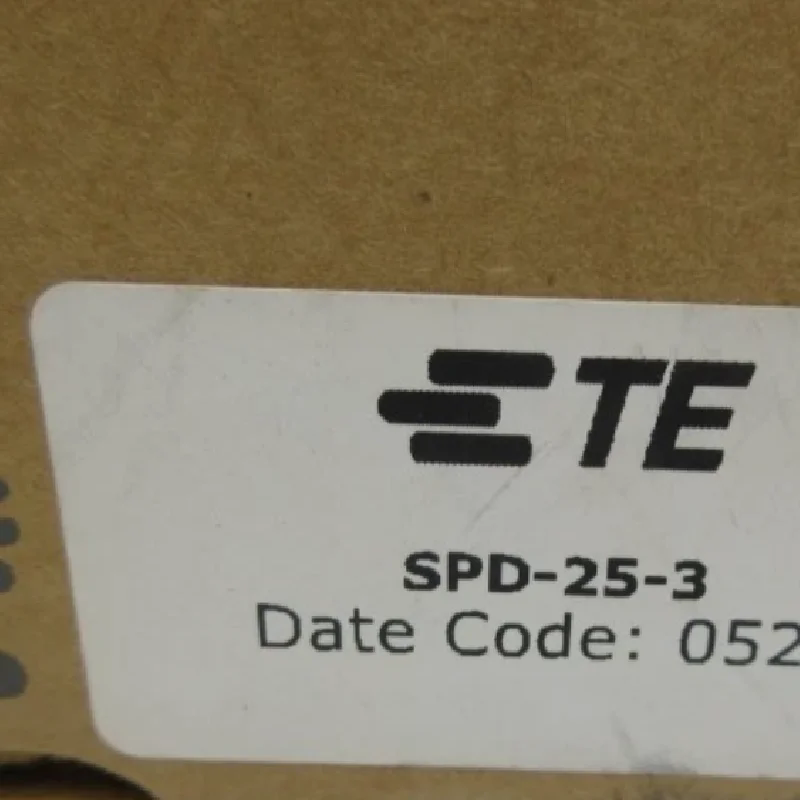 TE
SPD-25-3
Date Code: 052